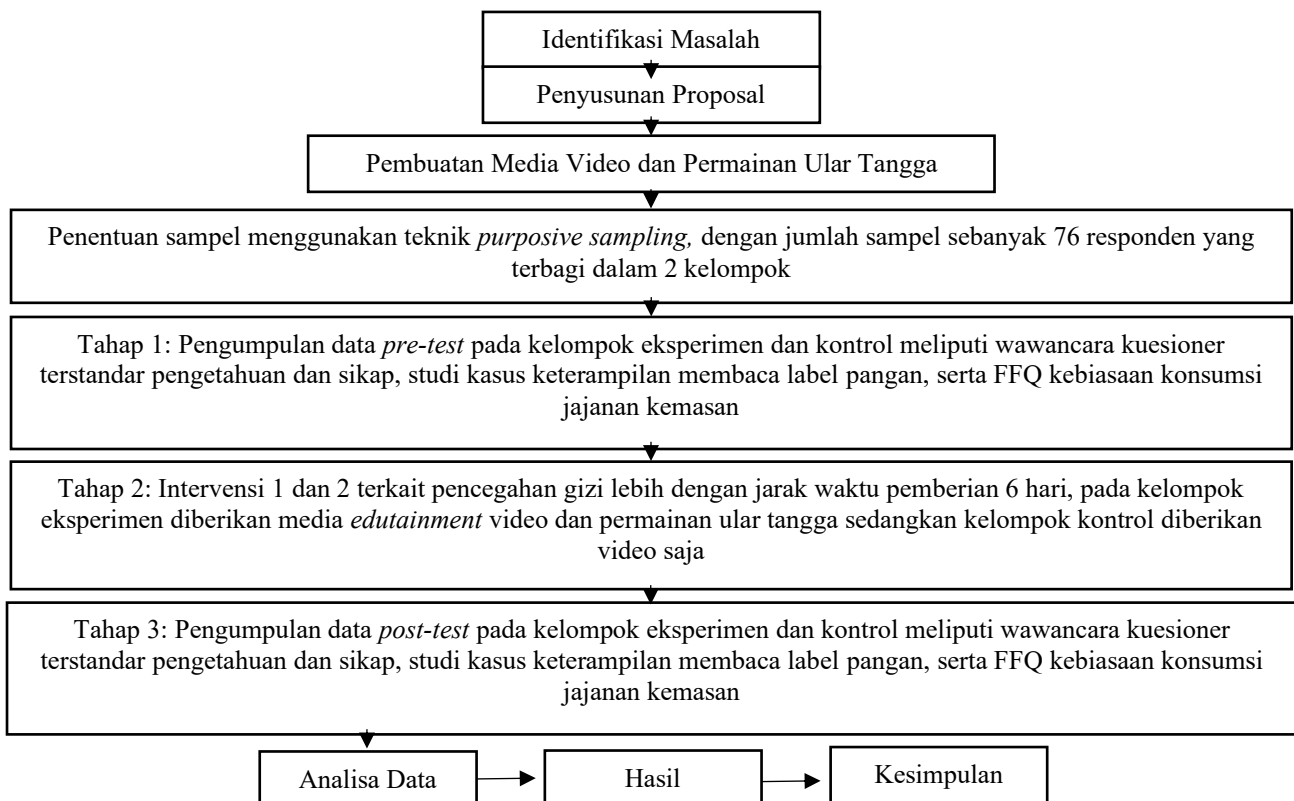 Identifikasi Masalah
Penyusunan Proposal
Pembuatan Media Video dan Permainan Ular Tangga
Penentuan sampel menggunakan teknik purposive sampling, dengan jumlah sampel sebanyak 76 responden yang
terbagi dalam 2 kelompok
Tahap 1: Pengumpulan data pre-test pada kelompok eksperimen dan kontrol meliputi wawancara kuesioner
terstandar pengetahuan dan sikap, studi kasus keterampilan membaca label pangan, serta FFQ kebiasaan konsumsi
jajanan kemasan
Tahap 2: Intervensi 1 dan 2 terkait pencegahan gizi lebih dengan jarak waktu pemberian 6 hari, pada kelompok
eksperimen diberikan media edutainment video dan permainan ular tangga sedangkan kelompok kontrol diberikan
video saja
Tahap 3: Pengumpulan data post-test pada kelompok eksperimen dan kontrol meliputi wawancara kuesioner
terstandar pengetahuan dan sikap, studi kasus keterampilan membaca label pangan, serta FFQ kebiasaan konsumsi
jajanan kemasan
Analisa Data
Hasil
Kesimpulan